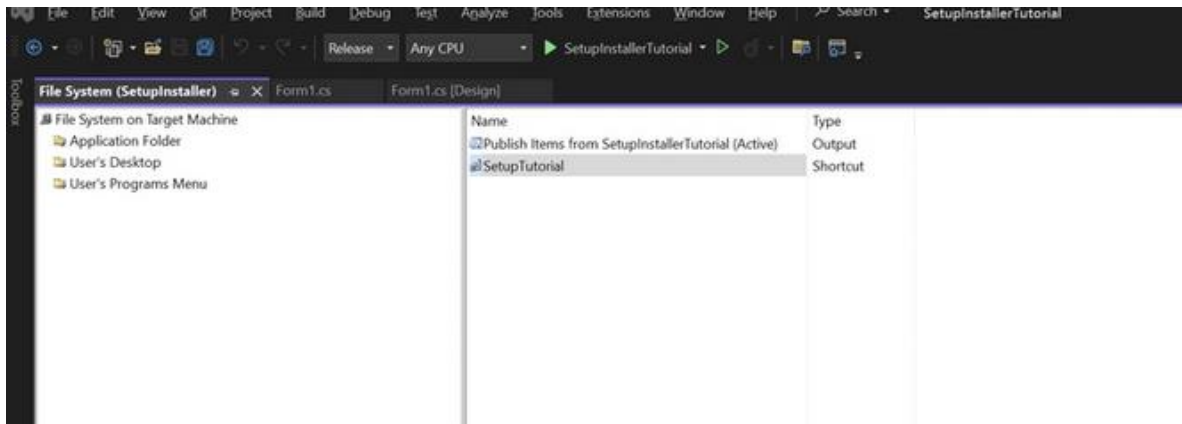 File Edit View Git Project Build Debug Test Analyze Tools Extensions Window Help Search SetupInstallerTutorial
Release Any CPU SetupInstallerTutorial
Toolbox
File System (SetupInstaller) Form1.cs Form1.cs [Design]
File System on Target Machine
Application Folder
User's Desktop
User's Programs Menu
Name Type
Publish Items from SetupInstallerTutorial (Active) Output
SetupTutorial Shortcut